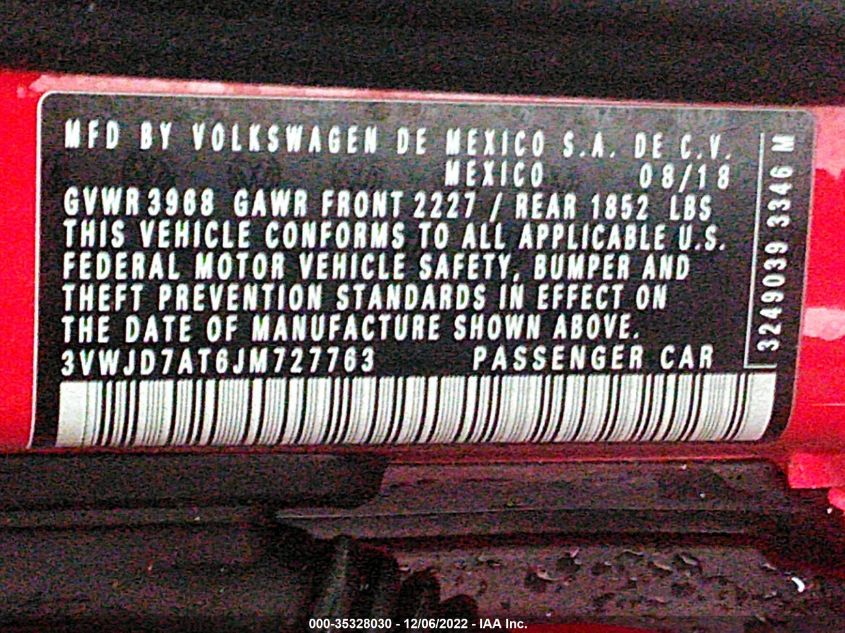 MFD BY VOLKSWAGEN DE MEXICO S.A. DE C.V.
MEXICO 08/18
GVWR 3968 GAWR FRONT 2227 / REAR 1852 LBS
THIS VEHICLE CONFORMS TO ALL APPLICABLE U.S.
FEDERAL MOTOR VEHICLE SAFETY, BUMPER AND
THEFT PREVENTION STANDARDS IN EFFECT ON
THE DATE OF MANUFACTURE SHOWN ABOVE.
3VWJD7AT6JM727763 PASSENGER CAR
3249039 3346 M
000-35328030 - 12/06/2022 - IAA Inc.